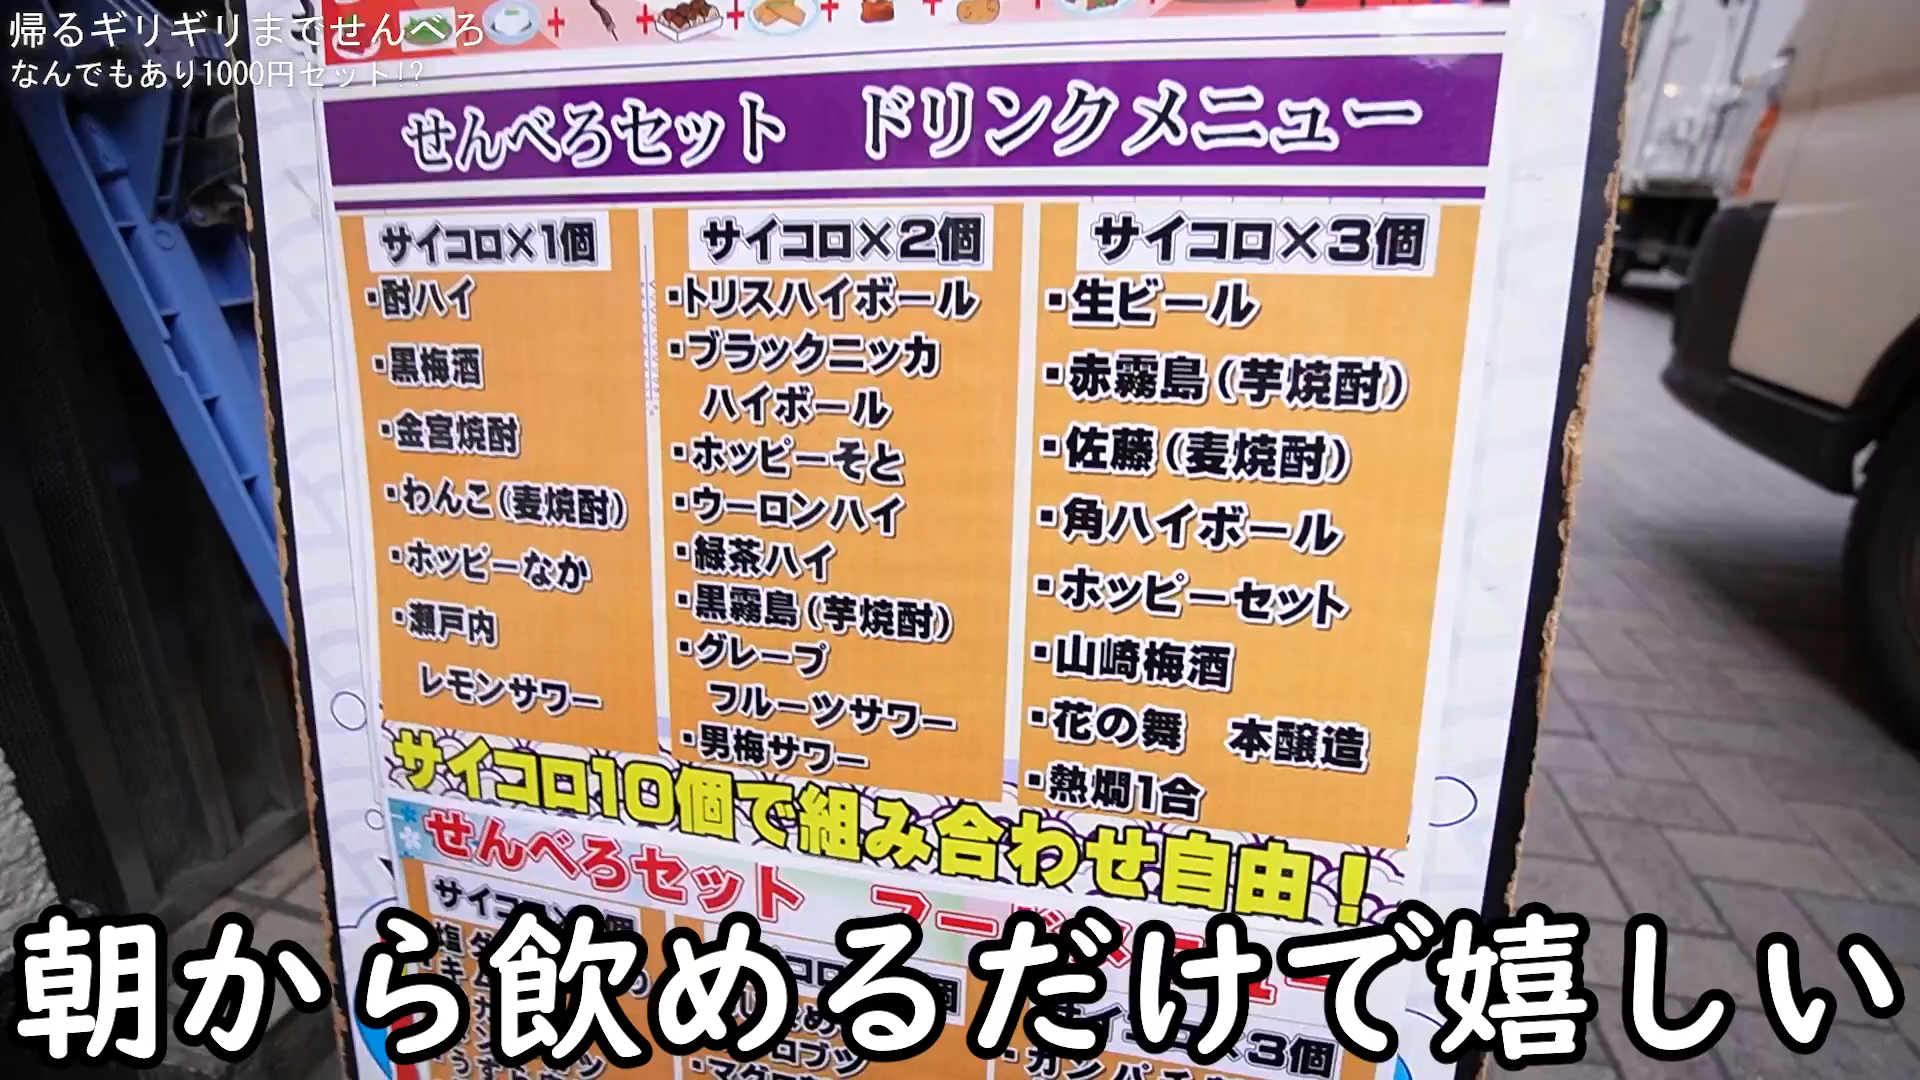 帰るギリギリまでせんべろ
なんでもあり1000円セット!?
せんべろセット ドリンクメニュー
サイコロ×1個
・酎ハイ
・黒梅酒
・金宮焼酎
・わんこ(麦焼酎)
・ホッピーなか
・瀬戸内
レモンサワー
サイコロ×2個
・トリスハイボール
・ブラックニッカ
ハイボール
・ホッピーそと
・ウーロンハイ
・緑茶ハイ
・黒霧島(芋焼酎)
・グレープ
フルーツサワー
・男梅サワー
サイコロ×3個
・生ビール
・赤霧島(芋焼酎)
・佐藤(麦焼酎)
・角ハイボール
・ホッピーセット
・山崎梅酒
・花の舞 本醸造
・熱燗1合
サイコロ10個で組み合わせ自由!
せんべろセット
朝から飲めるだけで嬉しい